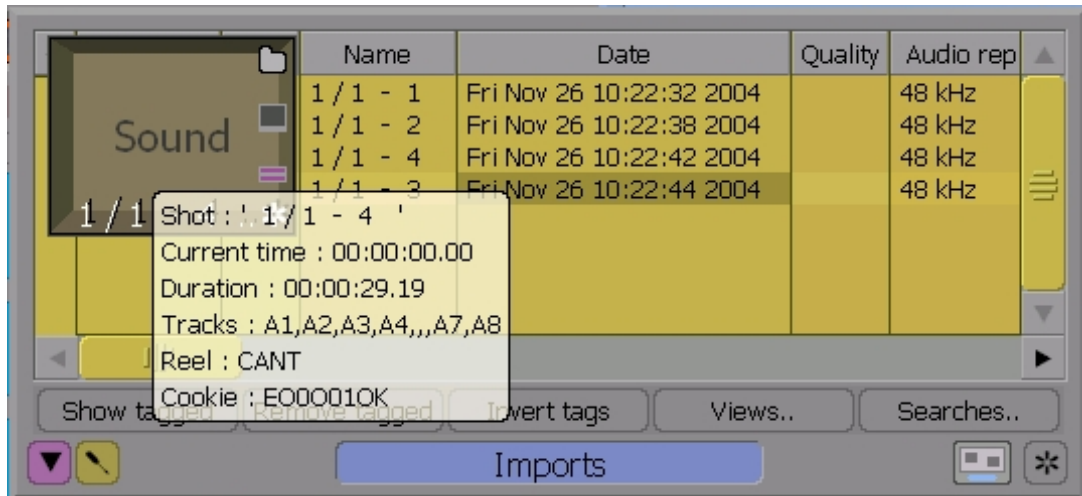 Name Date Quality Audio rep
1 / 1 - 1 Fri Nov 26 10:22:32 2004 48 kHz
1 / 1 - 2 Fri Nov 26 10:22:38 2004 48 kHz
1 / 1 - 4 Fri Nov 26 10:22:42 2004 48 kHz
1 / 1 - 3 Fri Nov 26 10:22:44 2004 48 kHz
Sound
1 / 1
Shot : ' 1 / 1 - 4 '
Current time : 00:00:00.00
Duration : 00:00:29.19
Tracks : A1,A2,A3,A4,,,A7,A8
Reel : CANT
Cookie : EO0001OK
Show tagged Remove tagged Invert tags Views.. Searches..
Imports